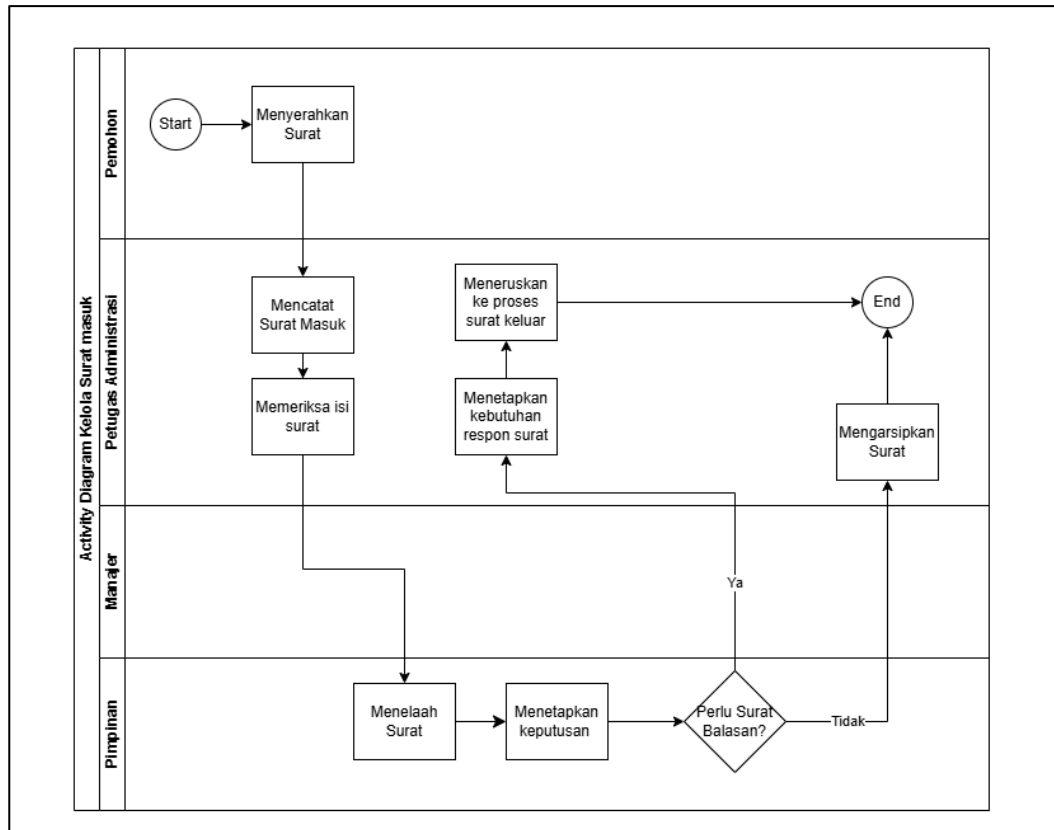 Activity Diagram Kelola Surat masuk
Pemohon
Start
Menyerahkan
Surat
Petugas Administrasi
Mencatat
Surat Masuk
Memeriksa isi
surat
Meneruskan
ke proses
surat keluar
Menetapkan
kebutuhan
respon surat
End
Mengarsipkan
Surat
Manajer
Ya
Pimpinan
Menelaah
Surat
Menetapkan
keputusan
Perlu Surat
Balasan?
Tidak